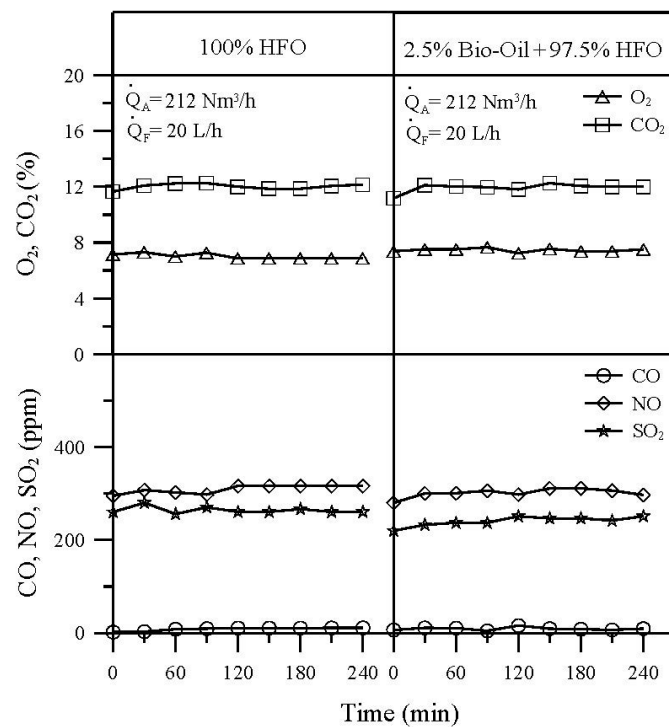 100% HFO
2.5% Bio-Oil + 97.5% HFO
Q̇A = 212 Nm³/h
Q̇F = 20 L/h
Q̇A = 212 Nm³/h
Q̇F = 20 L/h
O₂
CO₂
O₂, CO₂ (%)
20
16
12
8
4
0
CO
NO
SO₂
CO, NO, SO₂ (ppm)
400
200
0
0 60 120 180 240
0 60 120 180 240
Time (min)